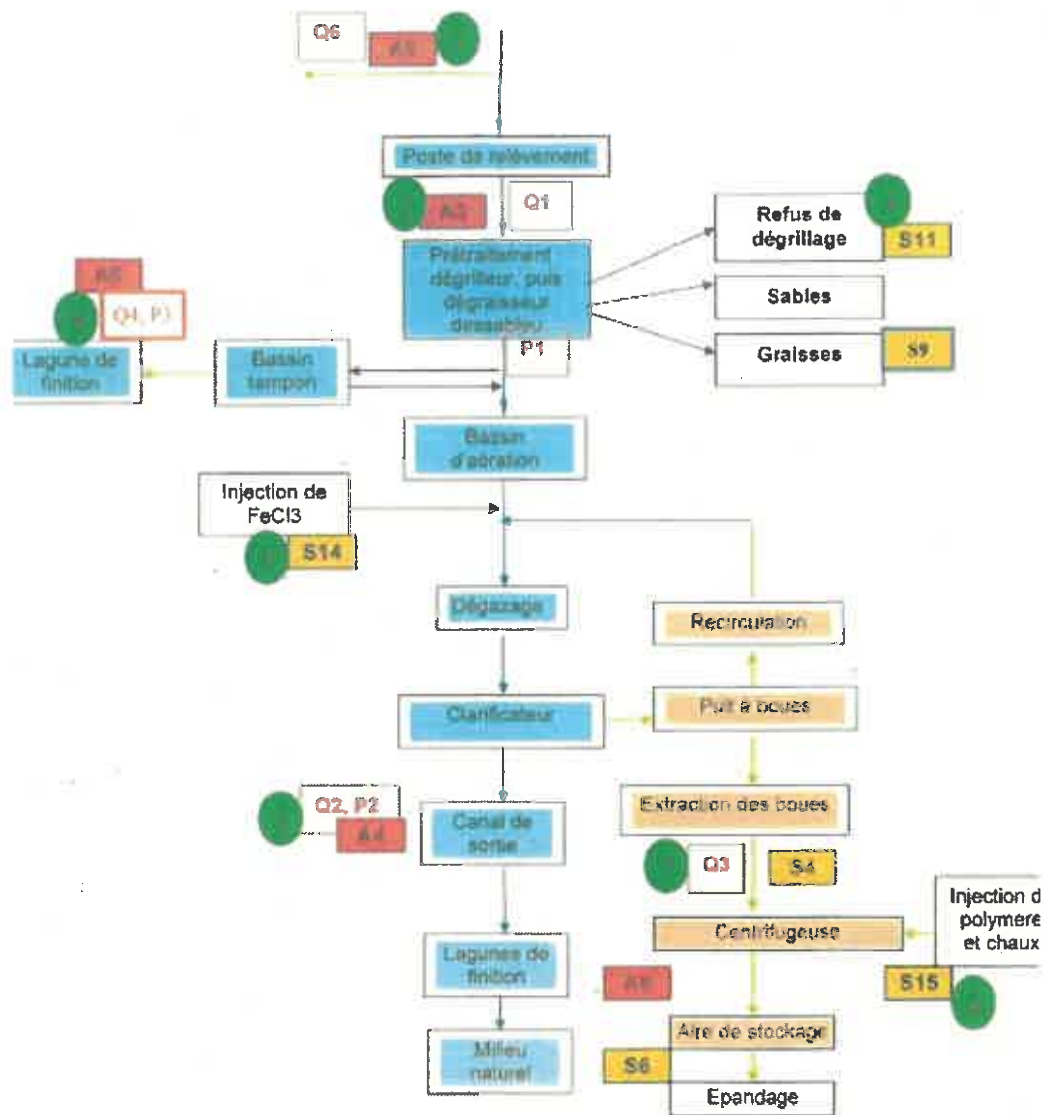 Q6
Poste de relèvement
Q1
Prétraitement
dégrilleur, puis
dégraisseur
dessableu
P1
Refus de
dégrillage
S11
Sables
Graisses
S9
Q4, P3
Lagune de
finition
Bassin
tampon
Bassin
d'aération
Injection de
FeCl3
S14
Dégazage
Recirculation
Puit à boues
Clarificateur
Q2, P2
A4
Canal de
sortie
Extraction des boues
Q3
S4
Injection d
polymere
et chaux
Centrifugeuse
S15
Lagunes de
finition
Aire de stockage
S6
Milieu
naturel
Epandage